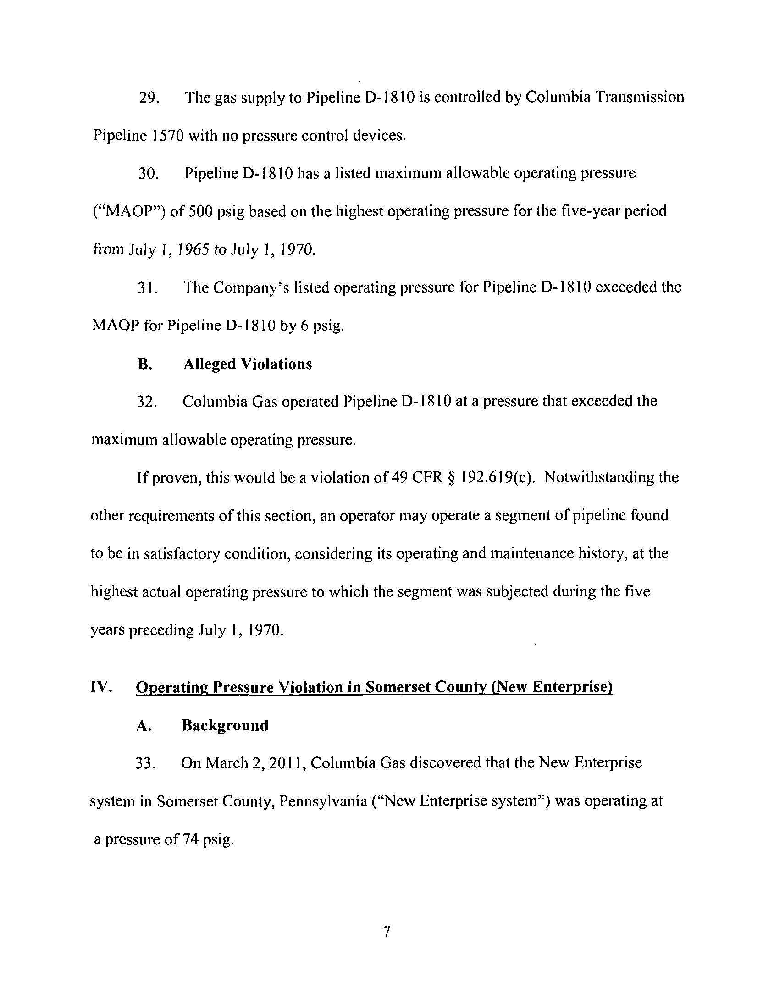 29. The gas supply to Pipeline D-1810 is controlled by Columbia Transmission
Pipeline 1570 with no pressure control devices.
30. Pipeline D-1810 has a listed maximum allowable operating pressure
(“MAOP”) of 500 psig based on the highest operating pressure for the five-year period
from July 1, 1965 to July 1, 1970.
31. The Company’s listed operating pressure for Pipeline D-1810 exceeded the
MAOP for Pipeline D-1810 by 6 psig.
B. Alleged Violations
32. Columbia Gas operated Pipeline D-1810 at a pressure that exceeded the
maximum allowable operating pressure.
If proven, this would be a violation of 49 CFR § 192.619(c). Notwithstanding the
other requirements of this section, an operator may operate a segment of pipeline found
to be in satisfactory condition, considering its operating and maintenance history, at the
highest actual operating pressure to which the segment was subjected during the five
years preceding July 1, 1970.
IV. Operating Pressure Violation in Somerset County (New Enterprise)
A. Background
33. On March 2, 2011, Columbia Gas discovered that the New Enterprise
system in Somerset County, Pennsylvania (“New Enterprise system”) was operating at
a pressure of 74 psig.
7